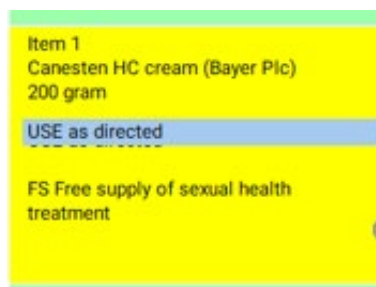 Item 1
Canesten HC cream (Bayer Plc)
200 gram
USE as directed
FS Free supply of sexual health
treatment